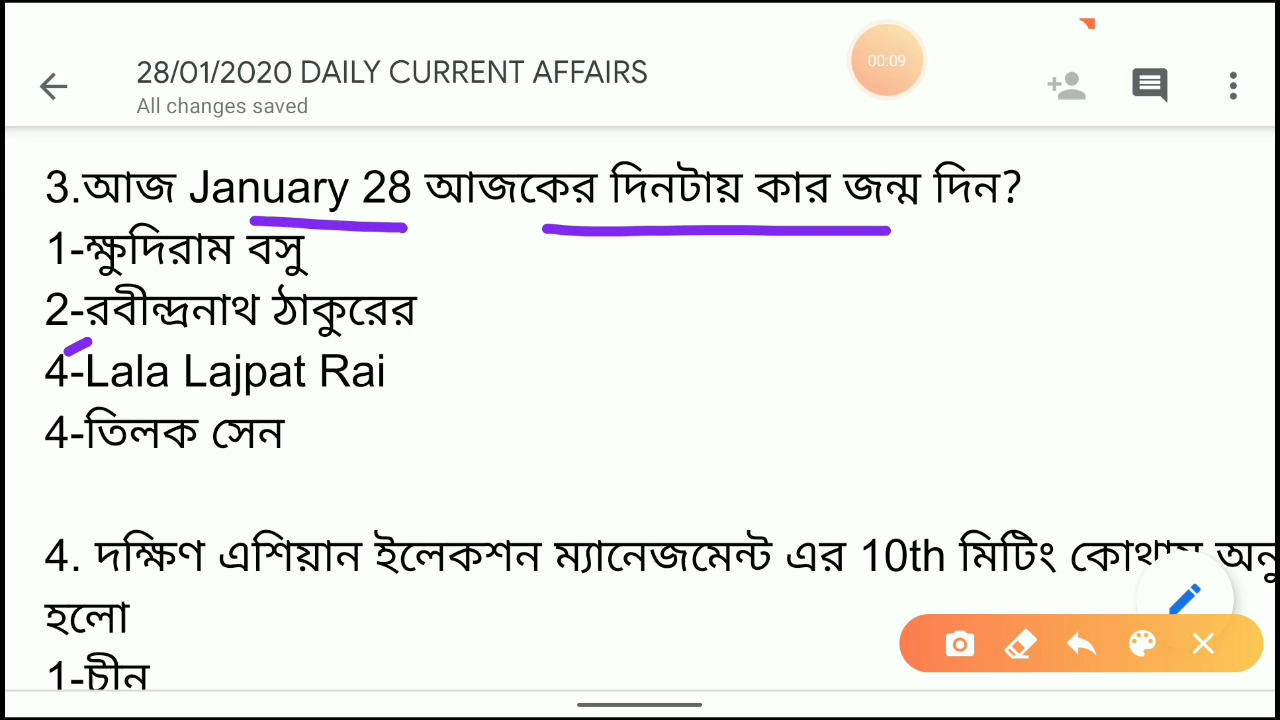 28/01/2020 DAILY CURRENT AFFAIRS
All changes saved
00:09
3.আজ January 28 আজকের দিনটায় কার জন্ম দিন?
1-ক্ষুদিরাম বসু
2-রবীন্দ্রনাথ ঠাকুরের
4-Lala Lajpat Rai
4-তিলক সেন
4. দক্ষিণ এশিয়ান ইলেকশন ম্যানেজমেন্ট এর 10th মিটিং কোথায়
হলো
1-চীন